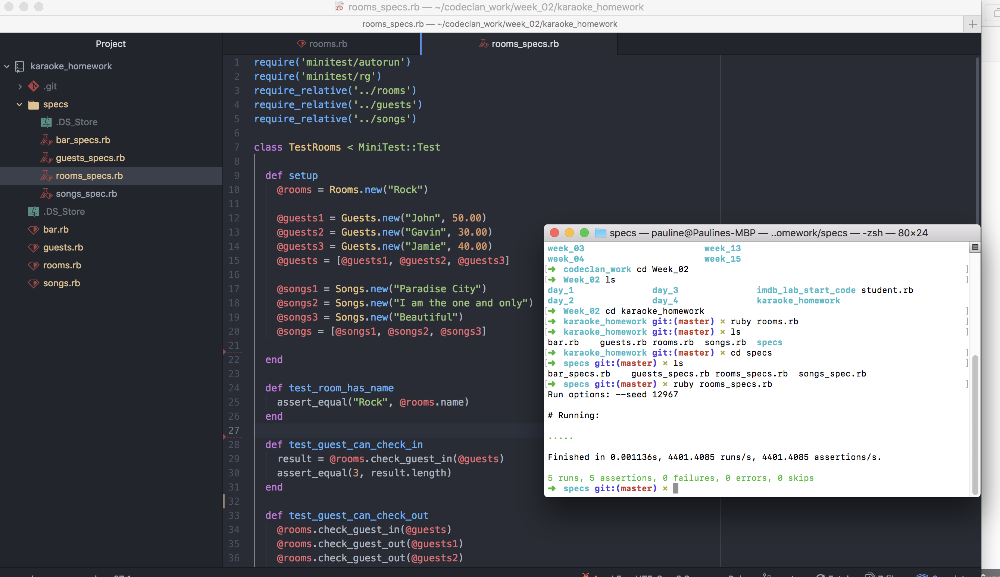 rooms_specs.rb — ~/codeclan_work/week_02/karaoke_homework
rooms_specs.rb — ~/codeclan_work/week_02/karaoke_homework
Project
karaoke_homework
.git
specs
.DS_Store
bar_specs.rb
guests_specs.rb
rooms_specs.rb
songs_spec.rb
.DS_Store
bar.rb
guests.rb
rooms.rb
songs.rb
rooms.rb
rooms_specs.rb
1 require('minitest/autorun')
2 require('minitest/rg')
3 require_relative('../rooms')
4 require_relative('../guests')
5 require_relative('../songs')
6
7 class TestRooms < MiniTest::Test
8
9 def setup
10 @rooms = Rooms.new("Rock")
11
12 @guests1 = Guests.new("John", 50.00)
13 @guests2 = Guests.new("Gavin", 30.00)
14 @guests3 = Guests.new("Jamie", 40.00)
15 @guests = [@guests1, @guests2, @guests3]
16
17 @songs1 = Songs.new("Paradise City")
18 @songs2 = Songs.new("I am the one and only")
19 @songs3 = Songs.new("Beautiful")
20 @songs = [@songs1, @songs2, @songs3]
21
22 end
23
24 def test_room_has_name
25 assert_equal("Rock", @rooms.name)
26 end
27
28 def test_guest_can_check_in
29 result = @rooms.check_guest_in(@guests)
30 assert_equal(3, result.length)
31 end
32
33 def test_guest_can_check_out
34 @rooms.check_guest_in(@guests)
35 @rooms.check_guest_out(@guests1)
36 @rooms.check_guest_out(@guests2)
specs — pauline@Paulines-MBP — ..omework/specs — -zsh — 80×24
week_03 week_13
week_04 week_15
[➜ codeclan_work cd Week_02 ]
[➜ Week_02 ls ]
day_1 day_3 imdb_lab_start_code student.rb
day_2 day_4 karaoke_homework
[➜ Week_02 cd karaoke_homework ]
[➜ karaoke_homework git:(master) × ruby rooms.rb ]
[➜ karaoke_homework git:(master) × ls ]
bar.rb guests.rb rooms.rb songs.rb specs
[➜ karaoke_homework git:(master) × cd specs ]
[➜ specs git:(master) × ls ]
bar_specs.rb guests_specs.rb rooms_specs.rb songs_spec.rb
[➜ specs git:(master) × ruby rooms_specs.rb ]
Run options: --seed 12967
# Running:
.....
Finished in 0.001136s, 4401.4085 runs/s, 4401.4085 assertions/s.
5 runs, 5 assertions, 0 failures, 0 errors, 0 skips
➜ specs git:(master) ×